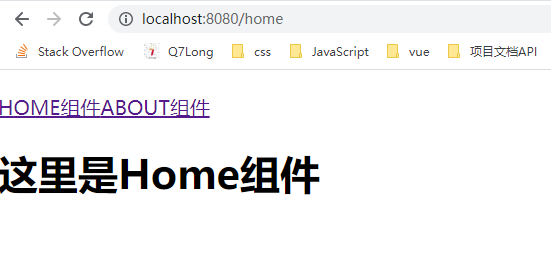 localhost:8080/home
Stack Overflow Q7Long css JavaScript vue 项目文档API
HOME组件ABOUT组件
这里是Home组件